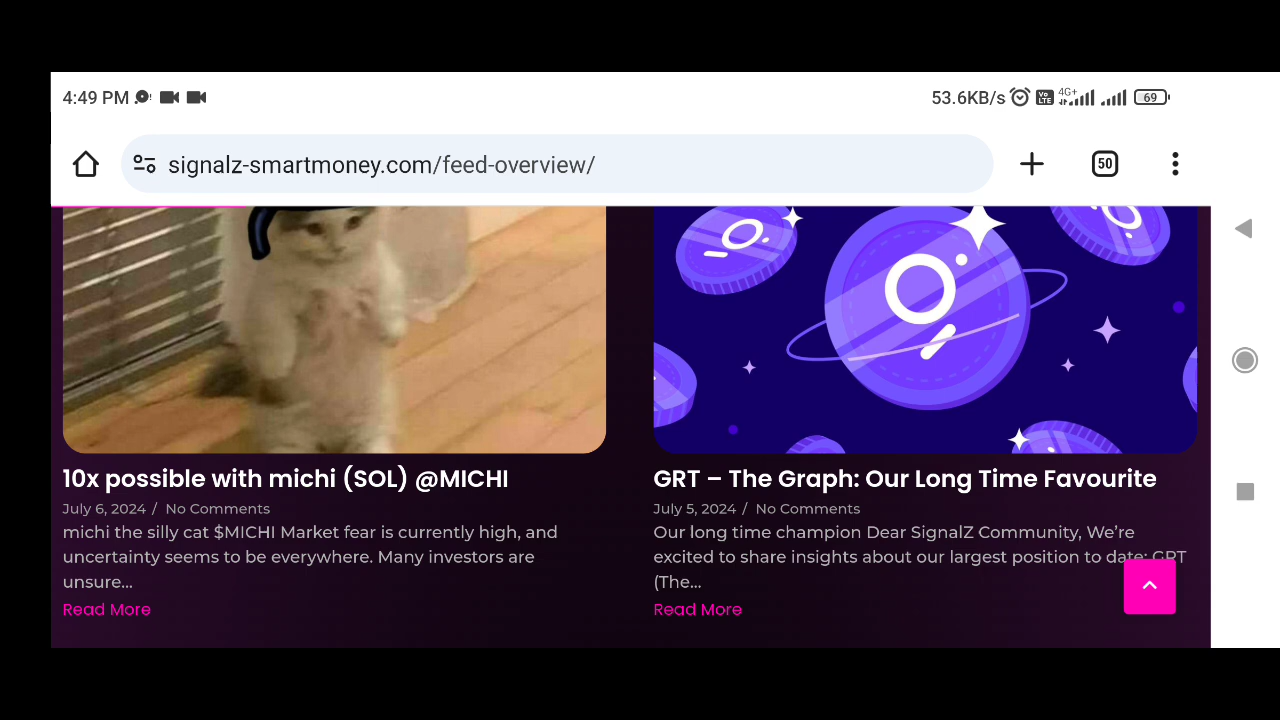 4:49 PM
53.6KB/s
Vo LTE
4G+
69
signalz-smartmoney.com/feed-overview/
50
10x possible with michi (SOL) @MICHI
July 6, 2024 / No Comments
michi the silly cat $MICHI Market fear is currently high, and
uncertainty seems to be everywhere. Many investors are
unsure...
Read More
GRT – The Graph: Our Long Time Favourite
July 5, 2024 / No Comments
Our long time champion Dear SignalZ Community, We’re
excited to share insights about our largest position to date: GRT
(The...
Read More